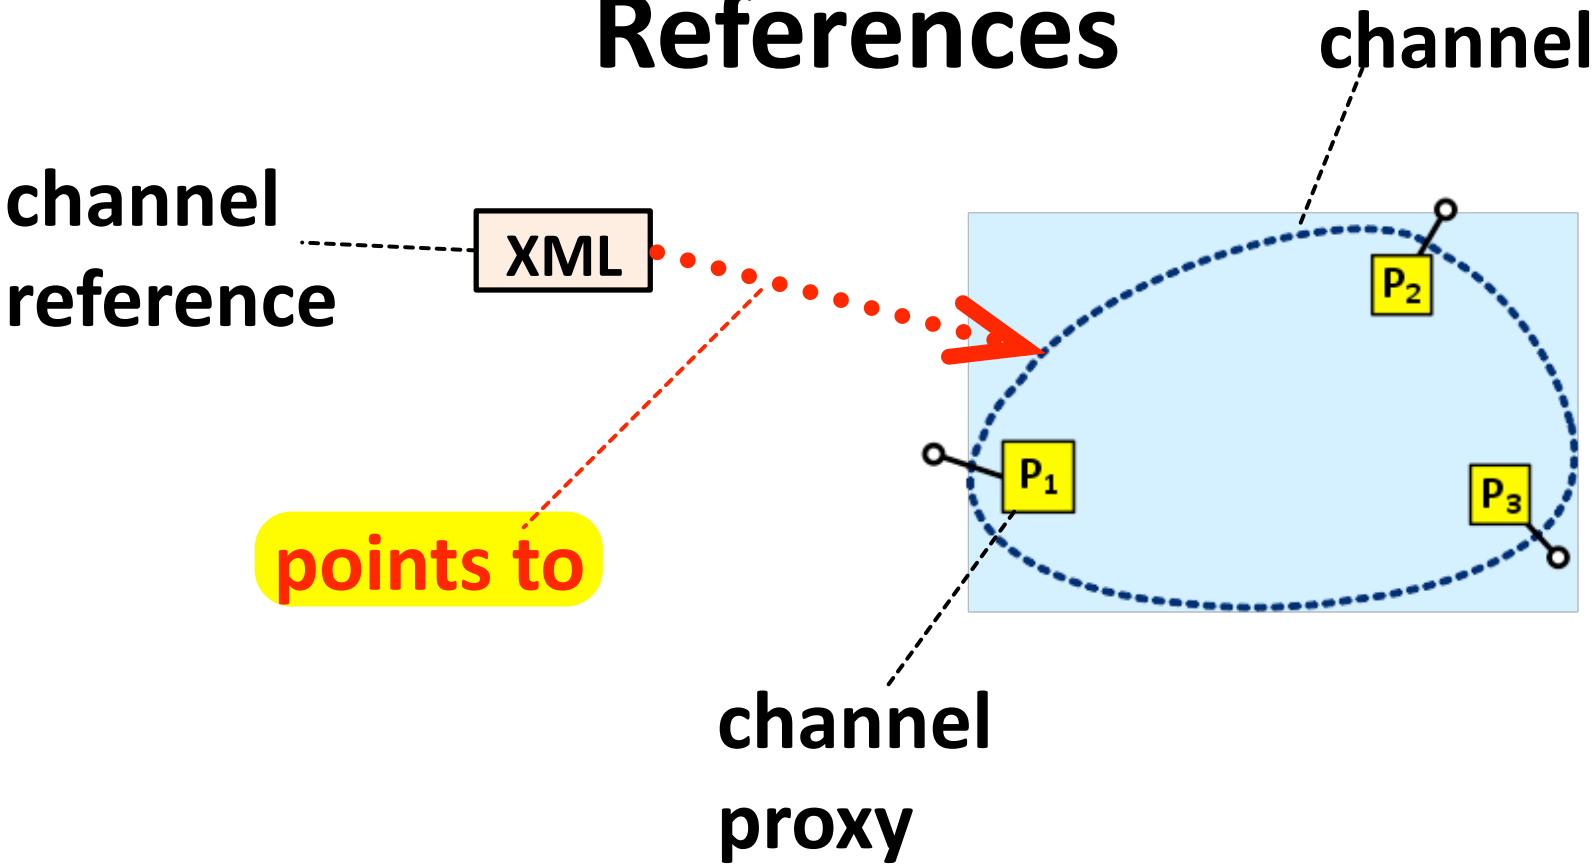 References
channel
channel
reference
XML
P₂
P₁
P₃
points to
channel
proxy